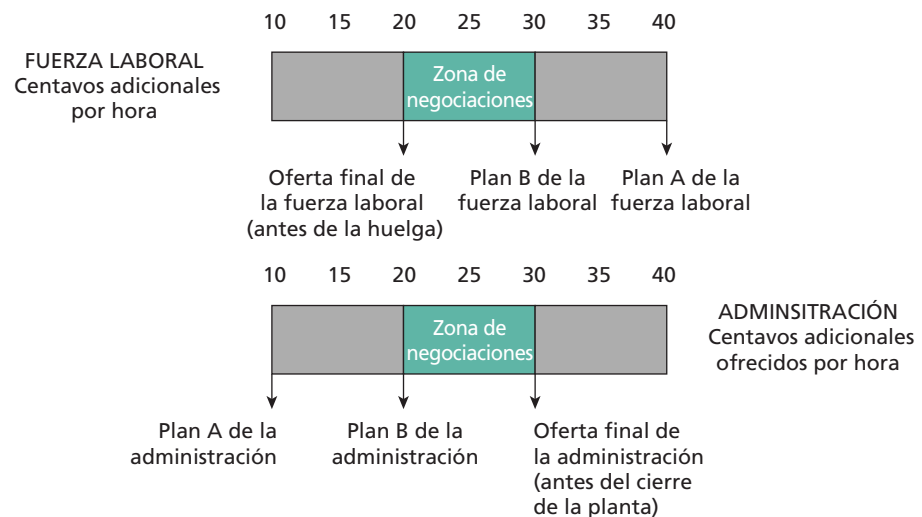 10 15 20 25 30 35 40
FUERZA LABORAL
Centavos adicionales
por hora
Zona de
negociaciones
Oferta final de
la fuerza laboral
(antes de la huelga)
Plan B de la
fuerza laboral
Plan A de la
fuerza laboral
10 15 20 25 30 35 40
Zona de
negociaciones
ADMINSITRACIÓN
Centavos adicionales
ofrecidos por hora
Plan A de la
administración
Plan B de la
administración
Oferta final de
la administración
(antes del cierre
de la planta)